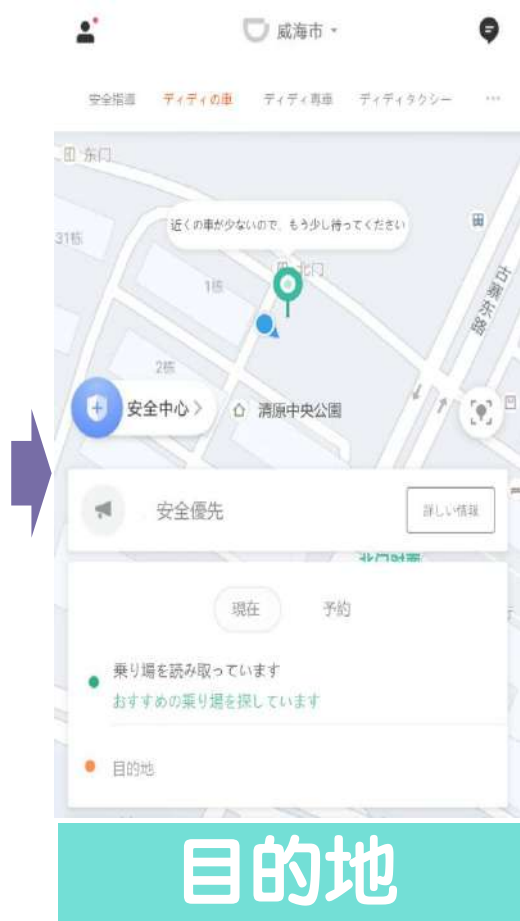 威海市
安全指導 ディディの車 ディディ専車 ディディタクシー ...
东门
近くの車が少ないので、もう少し待ってください
31栋
北门
1栋
古寨东路
2栋
安全中心 >
清原中央公園
安全優先
詳しい情報
現在 予約
乗り場を読み取っています
おすすめの乗り場を探しています
目的地
目的地